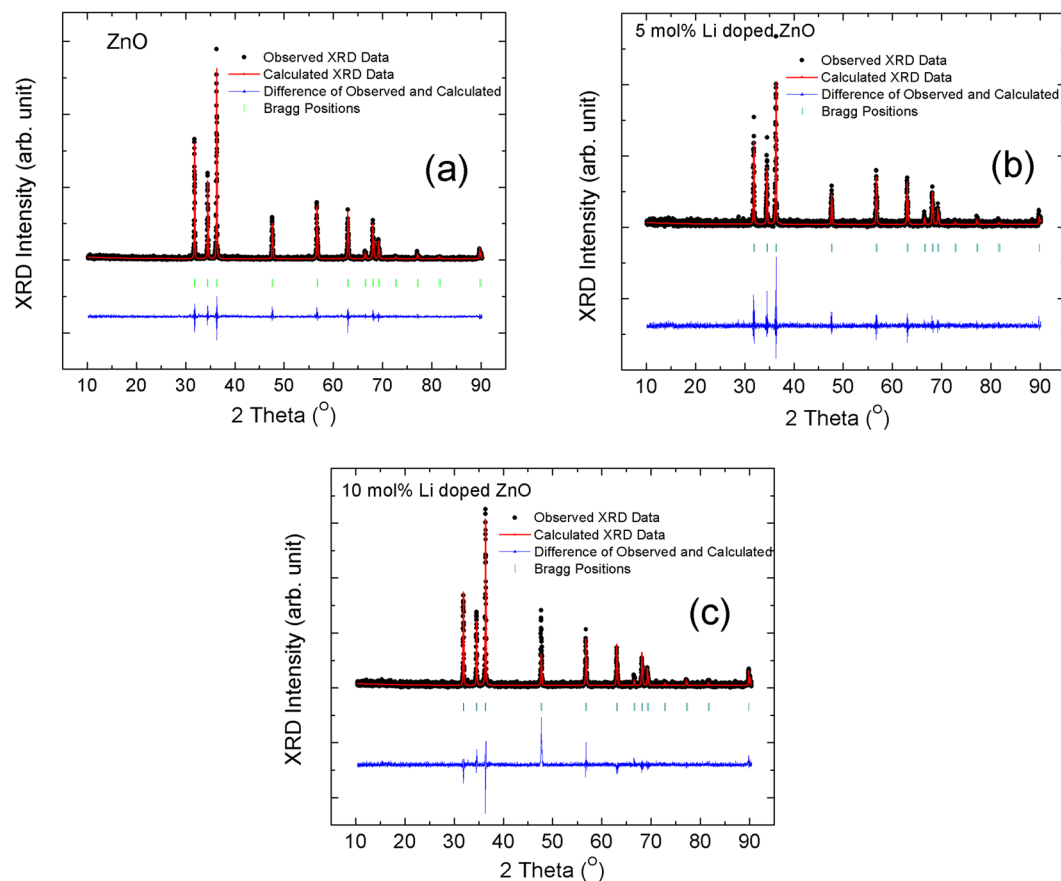 ZnO
Observed XRD Data
Calculated XRD Data
Difference of Observed and Calculated
Bragg Positions
(a)
XRD Intensity (arb. unit)
10 20 30 40 50 60 70 80 90
2 Theta (O)
5 mol% Li doped ZnO
Observed XRD Data
Calculated XRD Data
Difference of Observed and Calculated
Bragg Positions
(b)
XRD Intensity (arb. unit)
10 20 30 40 50 60 70 80 90
2 Theta (O)
10 mol% Li doped ZnO
Observed XRD Data
Calculated XRD Data
Difference of Observed and Calculated
Bragg Positions
(c)
XRD Intensity (arb. unit)
10 20 30 40 50 60 70 80 90
2 Theta (O)